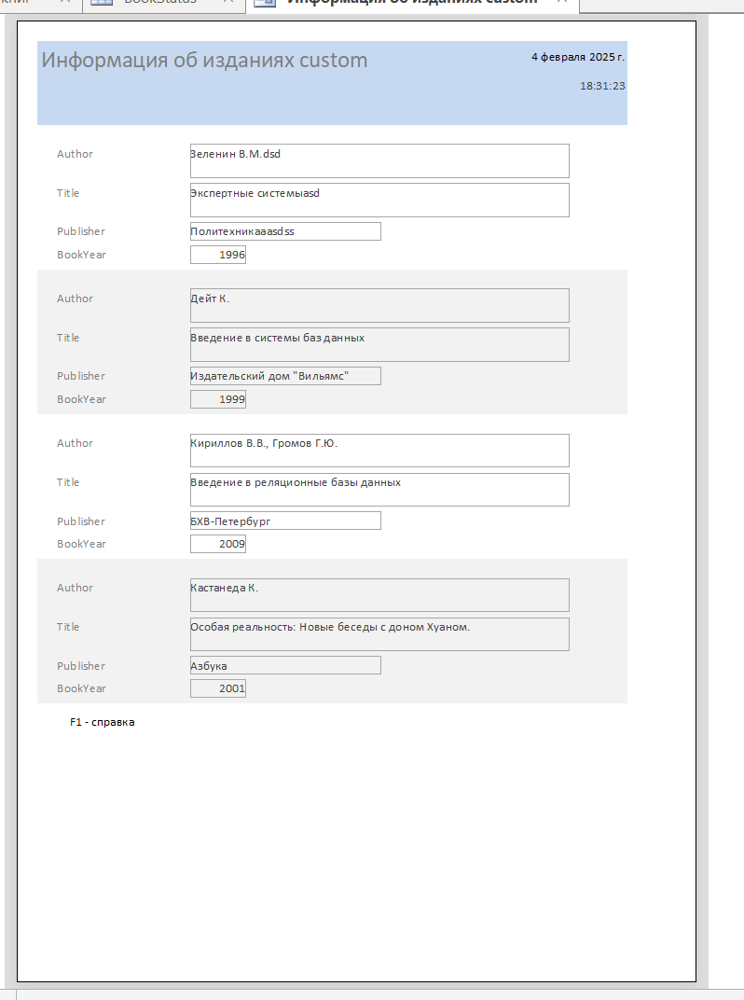 BookStatus
Информация об изданиях custom
Информация об изданиях custom
4 февраля 2025 г.
18:31:23
Author
Зеленин В.М.dsd
Title
Экспертные системыasd
Publisher
Политехникаaasdss
BookYear
1996
Author
Дейт К.
Title
Введение в системы баз данных
Publisher
Издательский дом "Вильямс"
BookYear
1999
Author
Кириллов В.В., Громов Г.Ю.
Title
Введение в реляционные базы данных
Publisher
БХВ-Петербург
BookYear
2009
Author
Кастанеда К.
Title
Особая реальность: Новые беседы с доном Хуаном.
Publisher
Азбука
BookYear
2001
F1 - справка